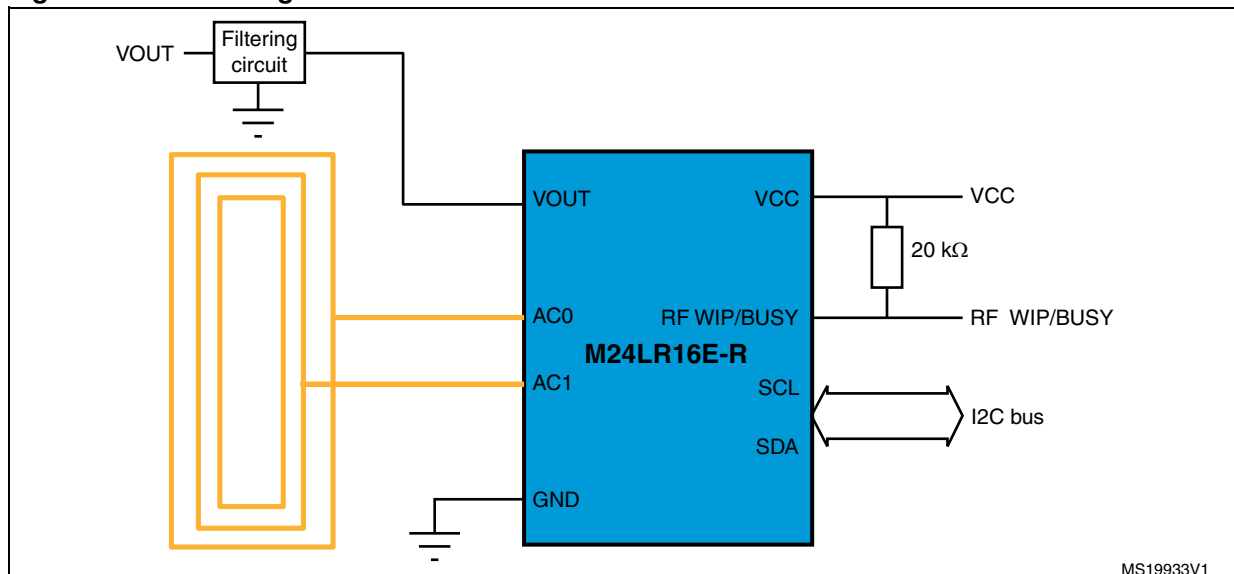 VOUT
Filtering
circuit
VOUT
VCC
VCC
20 kΩ
AC0
RF WIP/BUSY
RF WIP/BUSY
M24LR16E-R
AC1
SCL
I2C bus
SDA
GND
MS19933V1